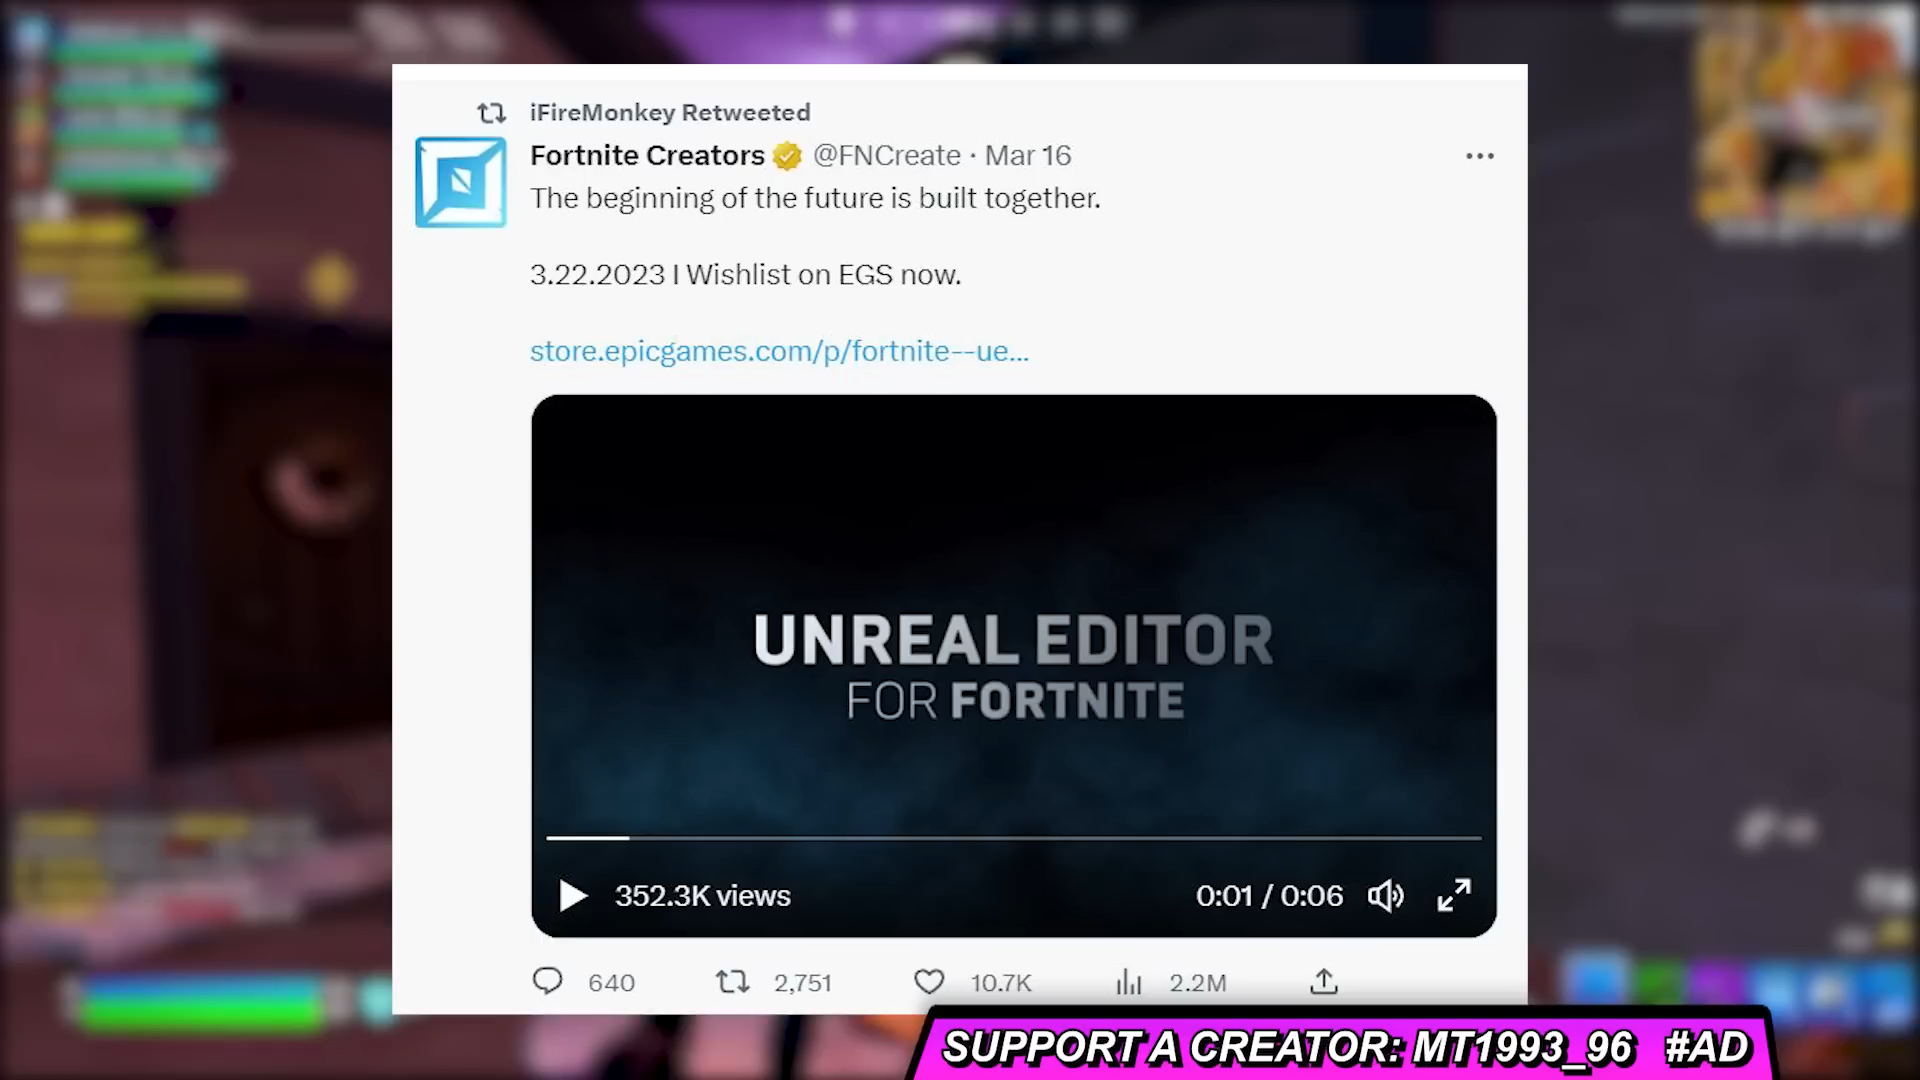 iFireMonkey Retweeted
Fortnite Creators @FNCreate · Mar 16
The beginning of the future is built together.
3.22.2023 I Wishlist on EGS now.
store.epicgames.com/p/fortnite--ue...
UNREAL EDITOR
FOR FORTNITE
352.3K views 0:01 / 0:06
640 2,751 10.7K 2.2M
SUPPORT A CREATOR: MT1993_96 #AD